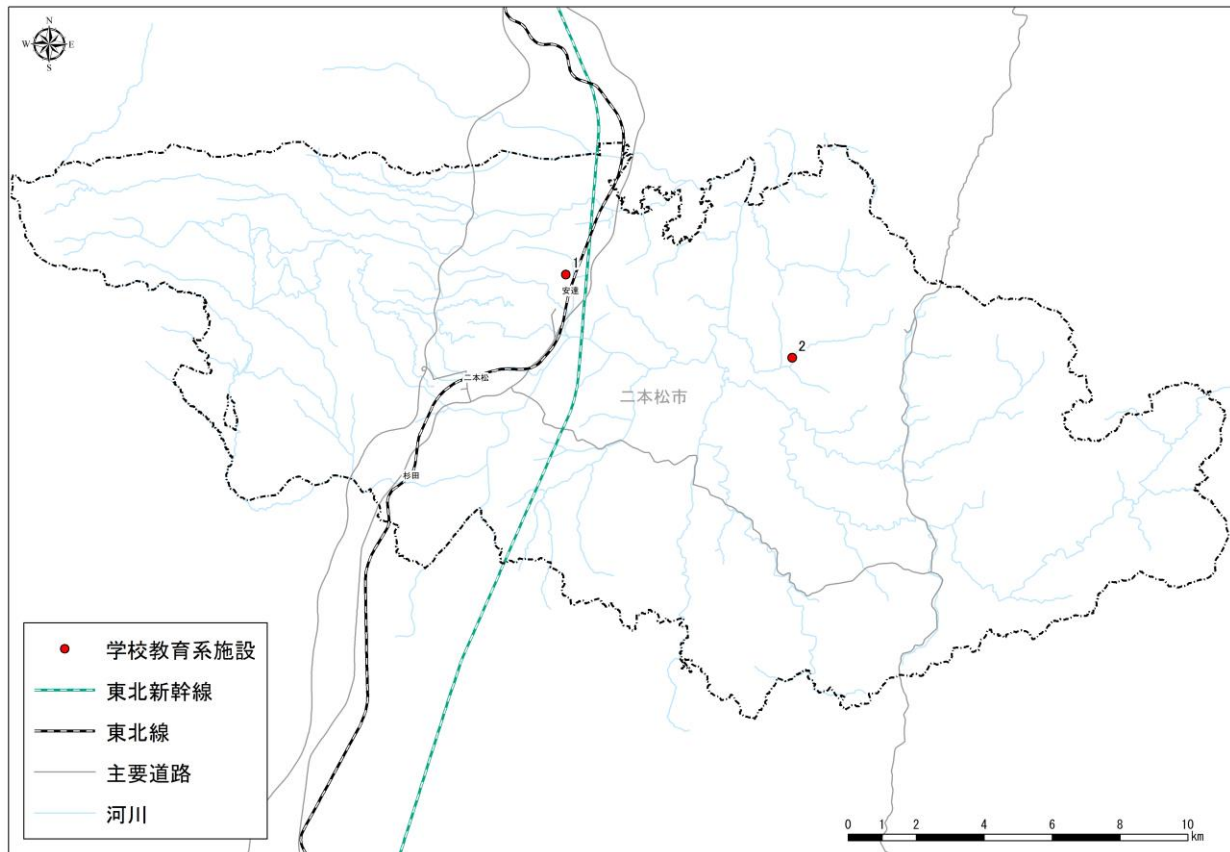 N
W E
S
1
安達
2
二本松
二本松市
杉田
学校教育系施設
東北新幹線
東北線
主要道路
河川
0 1 2 4 6 8 10
km